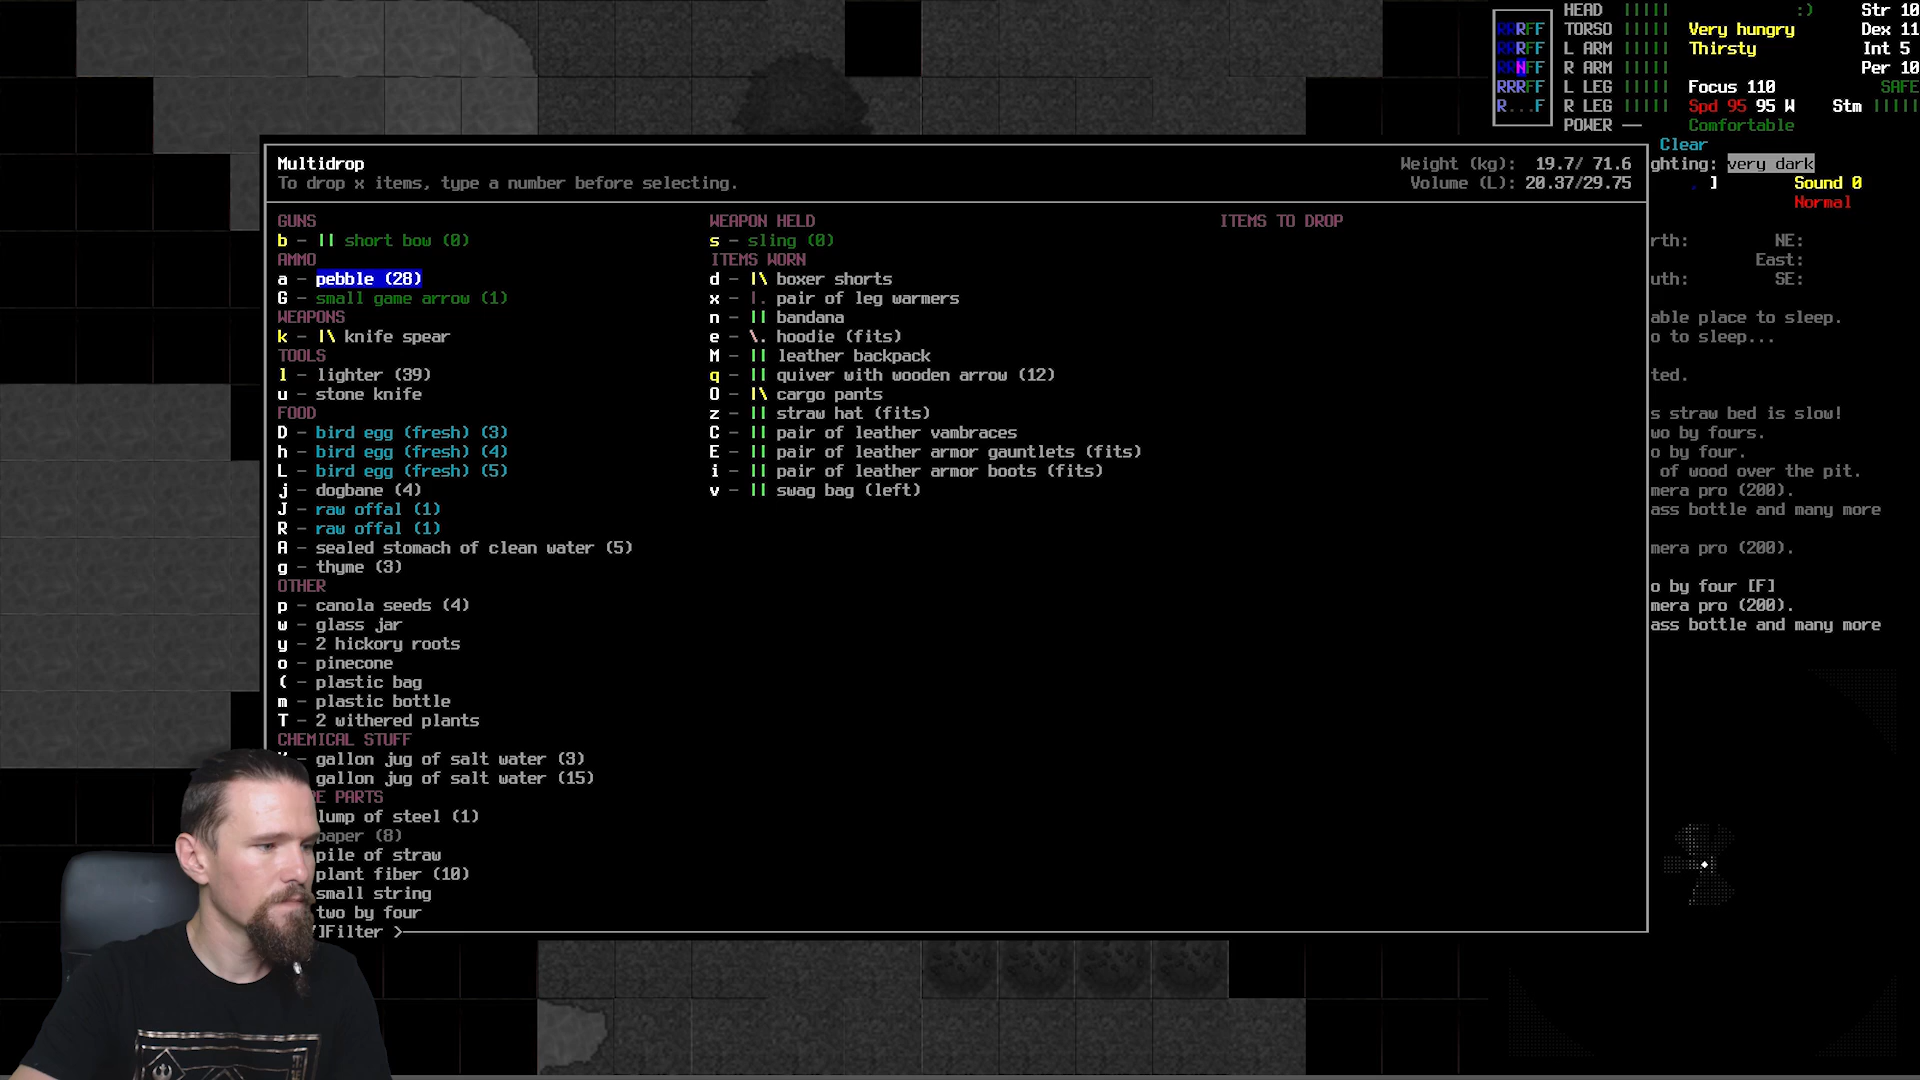 HEAD ||||| :) Str 10
RRRFF TORSO ||||| Very hungry Dex 11
RRRFF L ARM ||||| Thirsty Int 5
RRNFF R ARM ||||| Per 10
RRRFF L LEG ||||| Focus 110 SAFE
R...F R LEG ||||| Spd 95 95 W Stm |||||
POWER — Comfortable
Clear
ghting: very dark
] Sound 0
Normal
Multidrop
To drop x items, type a number before selecting.
Weight (kg): 19.7/ 71.6
Volume (L): 20.37/29.75
GUNS
b - || short bow (0)
AMMO
a - pebble (28)
G - small game arrow (1)
WEAPONS
k - |\ knife spear
TOOLS
l - lighter (39)
u - stone knife
FOOD
D - bird egg (fresh) (3)
h - bird egg (fresh) (4)
L - bird egg (fresh) (5)
j - dogbane (4)
J - raw offal (1)
R - raw offal (1)
A - sealed stomach of clean water (5)
g - thyme (3)
OTHER
p - canola seeds (4)
w - glass jar
y - 2 hickory roots
o - pinecone
( - plastic bag
m - plastic bottle
T - 2 withered plants
CHEMICAL STUFF
gallon jug of salt water (3)
gallon jug of salt water (15)
E PARTS
lump of steel (1)
paper (8)
pile of straw
plant fiber (10)
small string
two by four
]Filter >
WEAPON HELD
s - sling (0)
ITEMS WORN
d - |\ boxer shorts
x - |. pair of leg warmers
n - || bandana
e - \. hoodie (fits)
M - || leather backpack
q - || quiver with wooden arrow (12)
O - |\ cargo pants
z - || straw hat (fits)
C - || pair of leather vambraces
E - || pair of leather armor gauntlets (fits)
i - || pair of leather armor boots (fits)
v - || swag bag (left)
ITEMS TO DROP
rth: NE:
East:
uth: SE:
able place to sleep.
o to sleep...
ted.
s straw bed is slow!
wo by fours.
o by four.
of wood over the pit.
mera pro (200).
ass bottle and many more
mera pro (200).
o by four [F]
mera pro (200).
ass bottle and many more